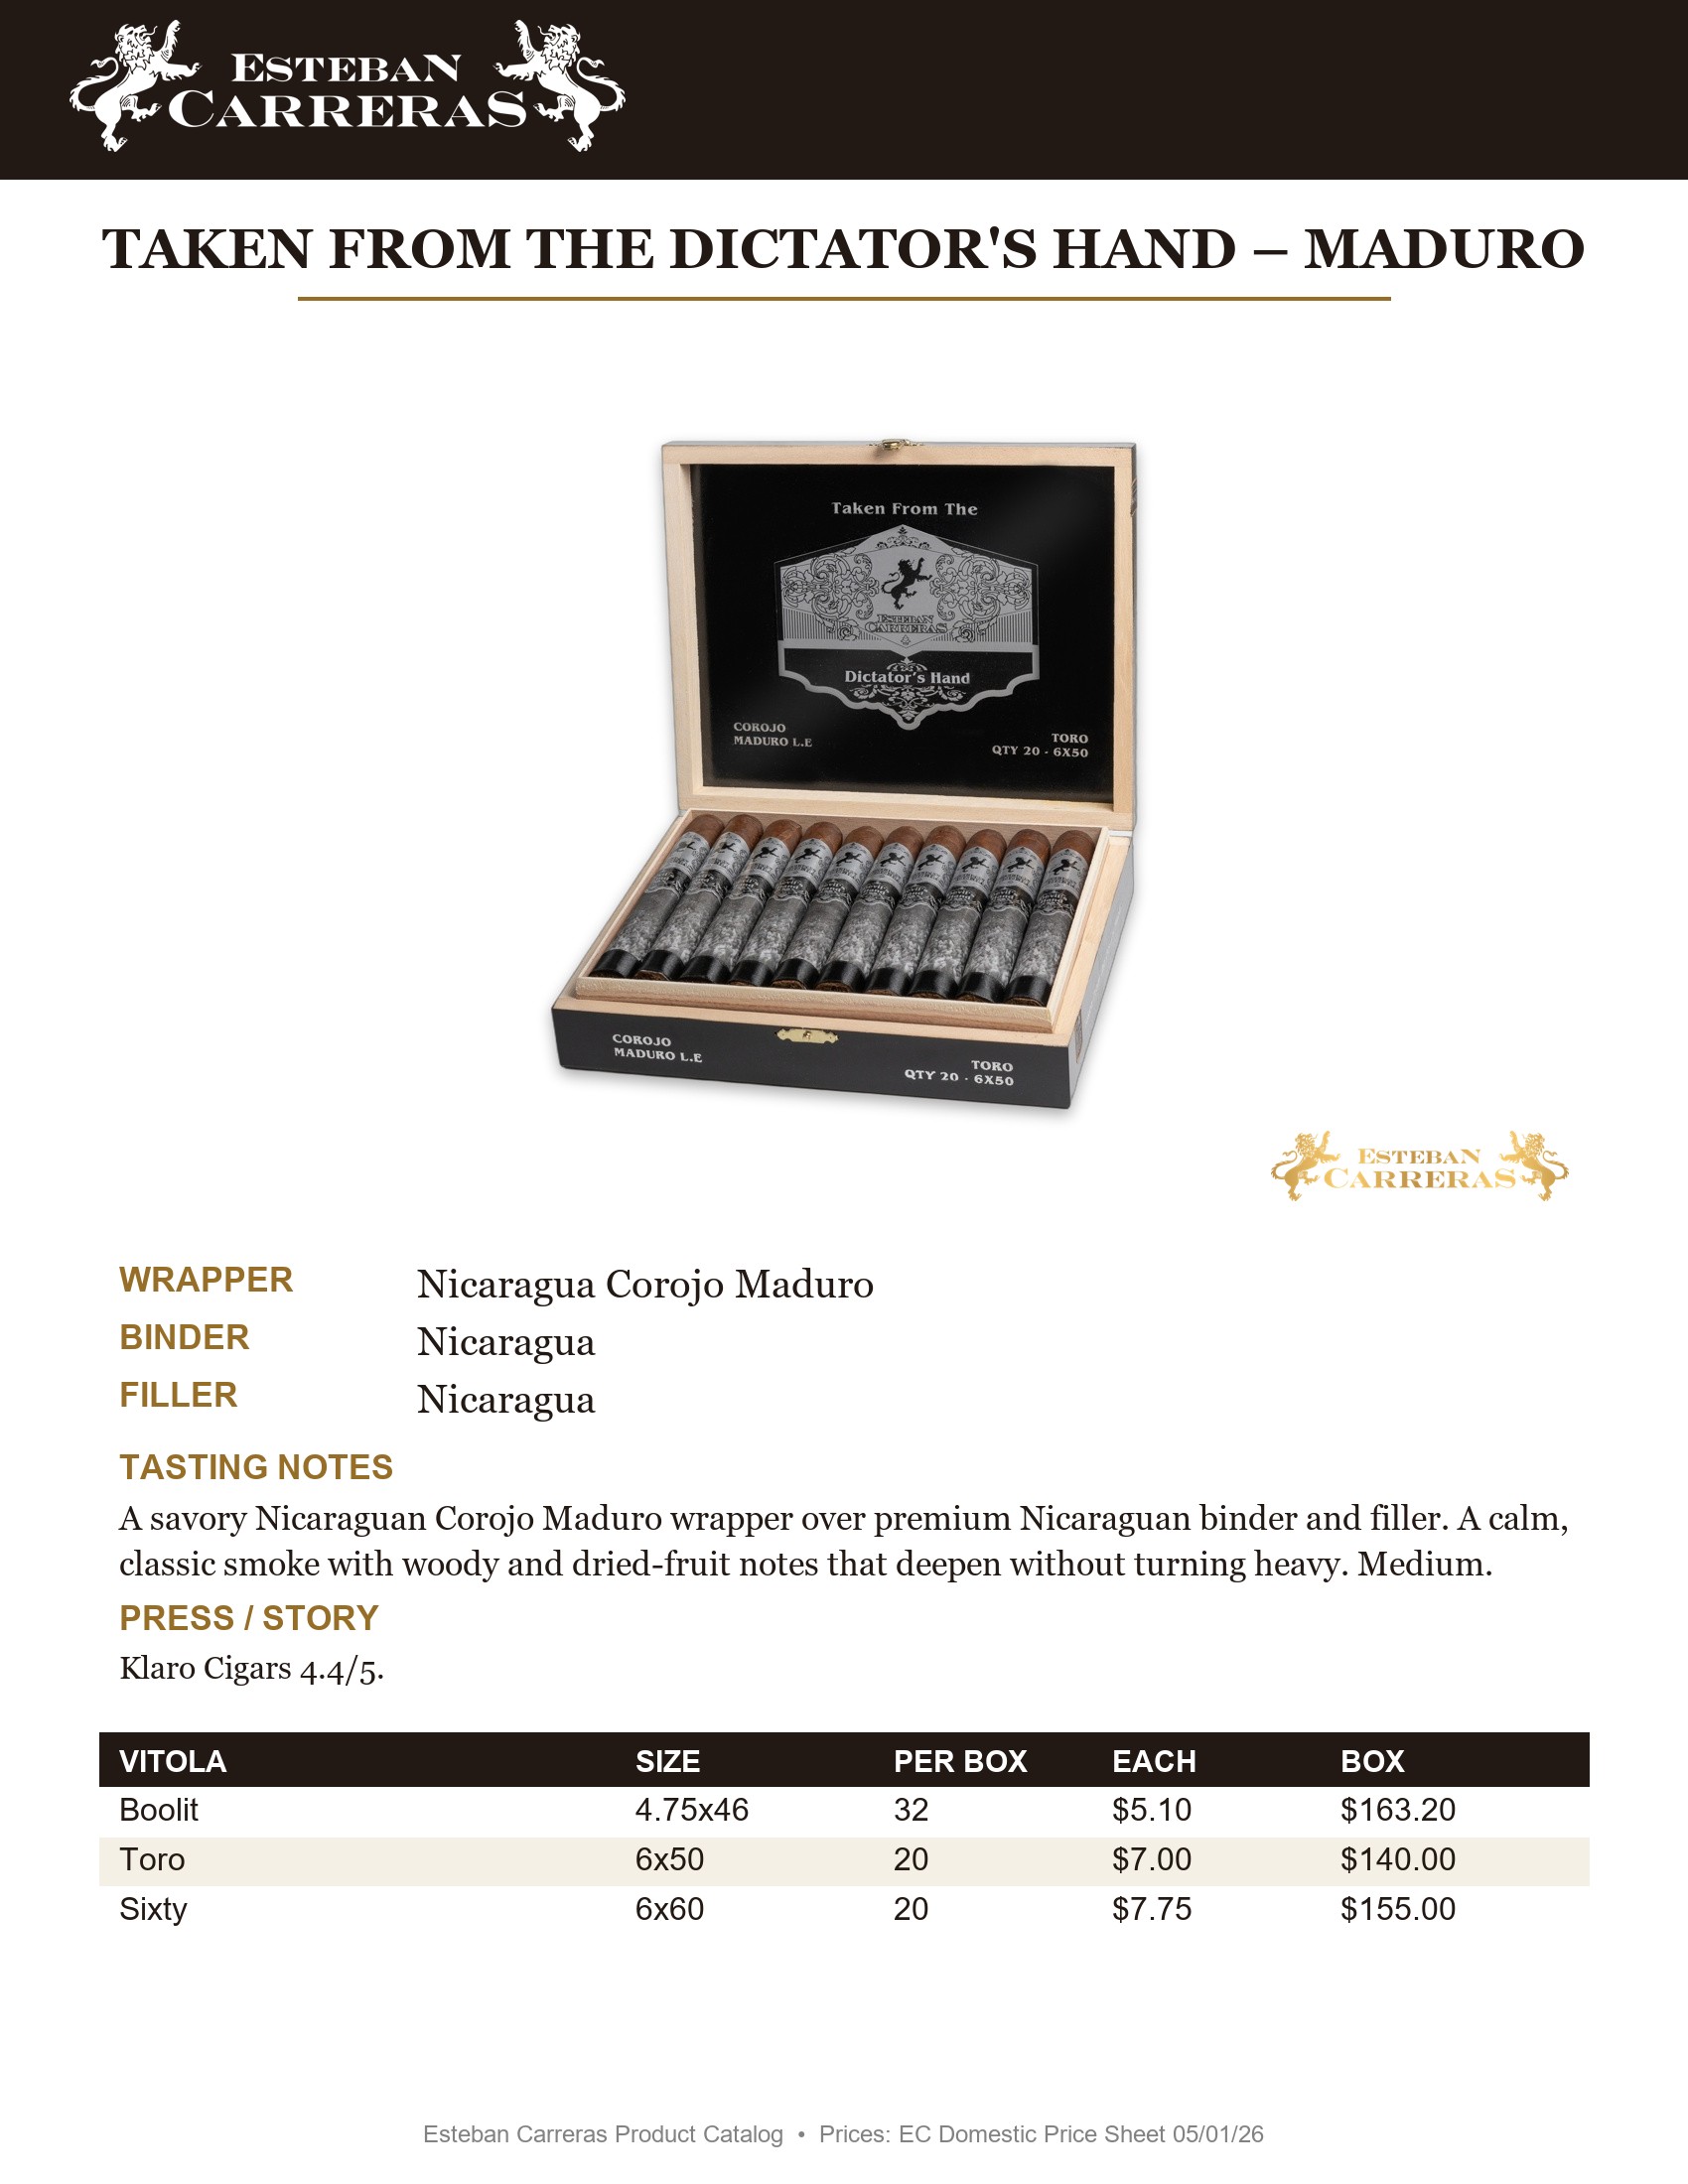 ESTEBAN
CARRERAS
TAKEN FROM THE DICTATOR'S HAND – MADURO
Taken From The
ESTEBAN
CARRERAS
Dictator's Hand
COROJO
MADURO L.E
TORO
QTY 20 - 6X50
COROJO
MADURO L.E
TORO
QTY 20 - 6X50
ESTEBAN
CARRERAS
WRAPPER Nicaragua Corojo Maduro
BINDER Nicaragua
FILLER Nicaragua
TASTING NOTES
A savory Nicaraguan Corojo Maduro wrapper over premium Nicaraguan binder and filler. A calm,
classic smoke with woody and dried-fruit notes that deepen without turning heavy. Medium.
PRESS / STORY
Klaro Cigars 4.4/5.
VITOLA SIZE PER BOX EACH BOX
Boolit 4.75x46 32 $5.10 $163.20
Toro 6x50 20 $7.00 $140.00
Sixty 6x60 20 $7.75 $155.00
Esteban Carreras Product Catalog • Prices: EC Domestic Price Sheet 05/01/26